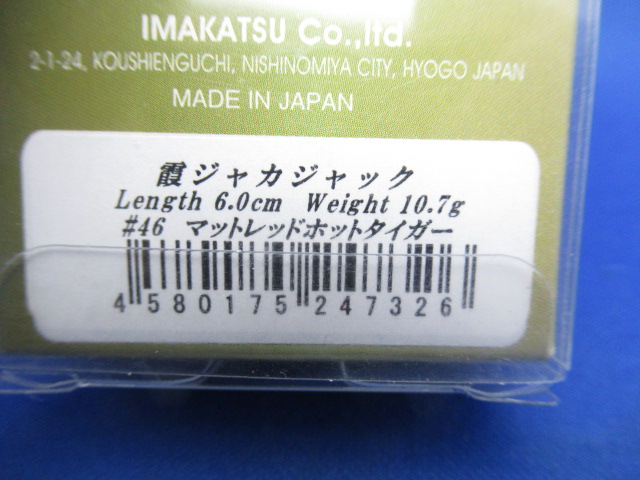 IMAKATSU Co.,ltd.
2-1-24, KOUSHIENGUCHI, NISHINOMIYA CITY, HYOGO JAPAN
MADE IN JAPAN
霞ジャカジャック
Length 6.0cm Weight 10.7g
#46 マットレッドホットタイガー
4 580175 247326